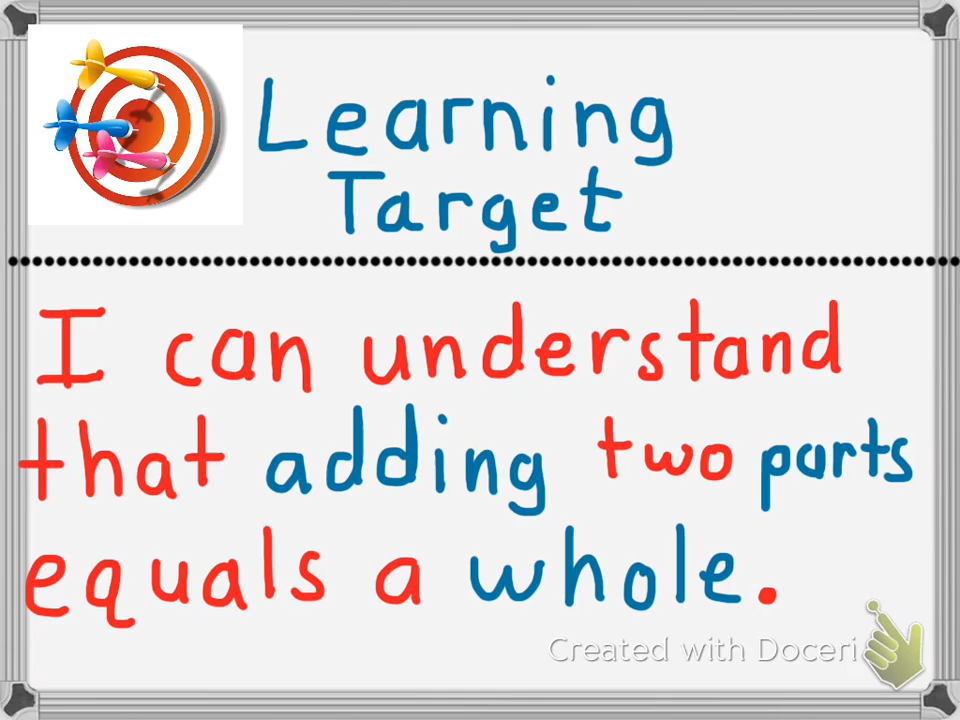 Learning
Target
I can understand
that adding two parts
equals a whole.
Created with Doceri